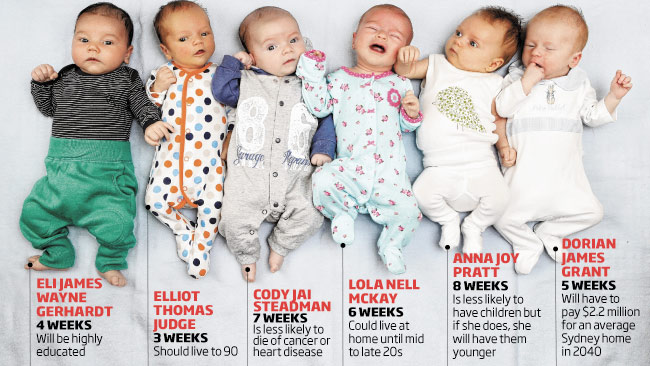 86
Garage
ELI JAMES
WAYNE
GERHARDT
4 WEEKS
Will be highly
educated
ELLIOT
THOMAS
JUDGE
3 WEEKS
Should live to 90
CODY JAI
STEADMAN
7 WEEKS
Is less likely to
die of cancer or
heart disease
LOLA NELL
MCKAY
6 WEEKS
Could live at
home until mid
to late 20s
ANNA JOY
PRATT
8 WEEKS
Is less likely to
have children but
if she does, she
will have them
younger
DORIAN
JAMES
GRANT
5 WEEKS
Will have to
pay $2.2 million
for an average
Sydney home
in 2040